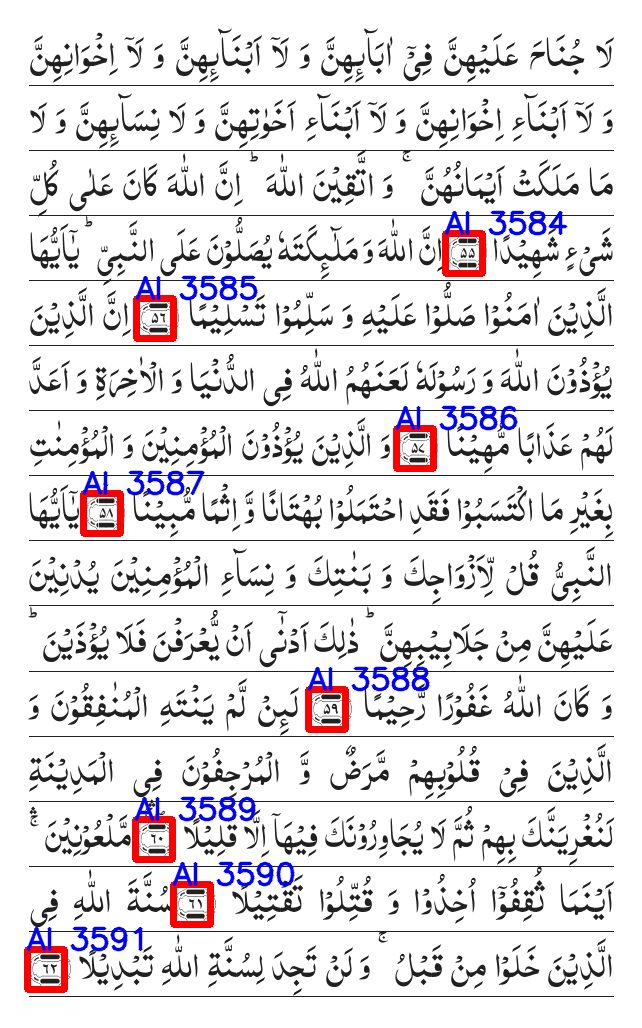 لَا جُنَاحَ عَلَيۡهِنَّ فِیۡۤ اٰبَآئِهِنَّ وَ لَاۤ اَبۡنَآئِهِنَّ وَ لَاۤ اِخۡوَانِهِنَّ
وَ لَاۤ اَبۡنَآءِ اِخۡوَانِهِنَّ وَ لَاۤ اَبۡنَآءِ اَخَوٰتِهِنَّ وَ لَا نِسَآئِهِنَّ وَ لَا
مَا مَلَكَتۡ اَيۡمَانُهُنَّ ۚ وَ اتَّقِيۡنَ اللّٰهَ ؕ اِنَّ اللّٰهَ كَانَ عَلٰی كُلِّ
AI 3584
شَیۡءٍ شَهِيۡدًا ﴿۵۵﴾ اِنَّ اللّٰهَ وَ مَلٰٓئِكَتَهٗ يُصَلُّوۡنَ عَلَی النَّبِیِّ ؕ يٰۤاَيُّهَا
AI 3585
الَّذِيۡنَ اٰمَنُوۡا صَلُّوۡا عَلَيۡهِ وَ سَلِّمُوۡا تَسۡلِيۡمًا ﴿۵۶﴾ اِنَّ الَّذِيۡنَ
يُؤۡذُوۡنَ اللّٰهَ وَ رَسُوۡلَهٗ لَعَنَهُمُ اللّٰهُ فِی الدُّنۡيَا وَ الۡاٰخِرَةِ وَ اَعَدَّ
AI 3586
لَهُمۡ عَذَابًا مُّهِيۡنًا ﴿۵۷﴾ وَ الَّذِيۡنَ يُؤۡذُوۡنَ الۡمُؤۡمِنِيۡنَ وَ الۡمُؤۡمِنٰتِ
AI 3587
بِغَيۡرِ مَا اكۡتَسَبُوۡا فَقَدِ احۡتَمَلُوۡا بُهۡتَانًا وَّ اِثۡمًا مُّبِيۡنًا ﴿۵۸﴾ يٰۤاَيُّهَا
النَّبِیُّ قُلۡ لِّاَزۡوَاجِكَ وَ بَنٰتِكَ وَ نِسَآءِ الۡمُؤۡمِنِيۡنَ يُدۡنِيۡنَ
عَلَيۡهِنَّ مِنۡ جَلَابِيۡبِهِنَّ ؕ ذٰلِكَ اَدۡنٰۤی اَنۡ يُّعۡرَفۡنَ فَلَا يُؤۡذَيۡنَ ؕ
AI 3588
وَ كَانَ اللّٰهُ غَفُوۡرًا رَّحِيۡمًا ﴿۵۹﴾ لَئِنۡ لَّمۡ يَنۡتَهِ الۡمُنٰفِقُوۡنَ وَ
الَّذِيۡنَ فِیۡ قُلُوۡبِهِمۡ مَّرَضٌ وَّ الۡمُرۡجِفُوۡنَ فِی الۡمَدِيۡنَةِ
AI 3589
لَنُغۡرِيَنَّكَ بِهِمۡ ثُمَّ لَا يُجَاوِرُوۡنَكَ فِيۡهَاۤ اِلَّا قَلِيۡلًا ﴿۶۰﴾ مَّلۡعُوۡنِيۡنَ ۚۛ
AI 3590
اَيۡنَمَا ثُقِفُوۡۤا اُخِذُوۡا وَ قُتِّلُوۡا تَقۡتِيۡلًا ﴿۶۱﴾ سُنَّةَ اللّٰهِ فِی
AI 3591
الَّذِيۡنَ خَلَوۡا مِنۡ قَبۡلُ ۚ وَ لَنۡ تَجِدَ لِسُنَّةِ اللّٰهِ تَبۡدِيۡلًا ﴿۶۲﴾